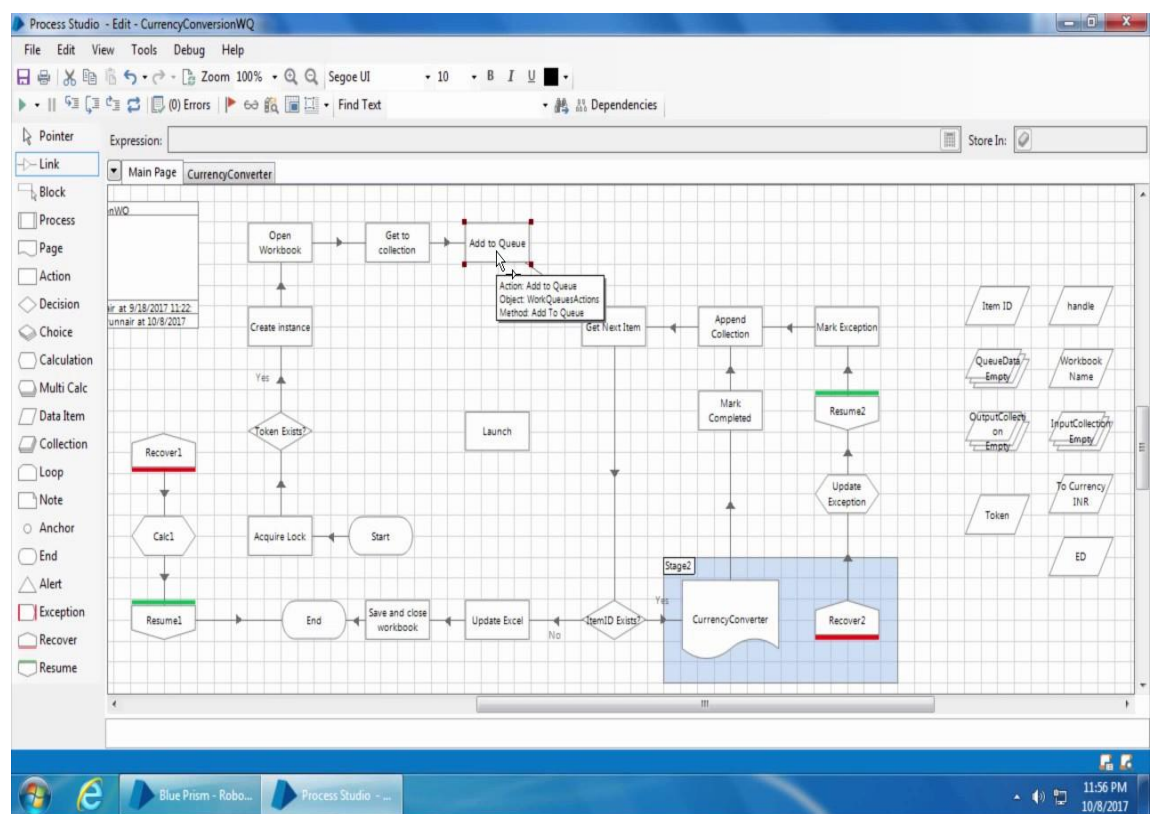 Process Studio - Edit - CurrencyConversionWQ
File Edit View Tools Debug Help
Zoom 100% Segoe UI 10 B I U
(0) Errors Find Text Dependencies
Pointer
Link
Block
Process
Page
Action
Decision
Choice
Calculation
Multi Calc
Data Item
Collection
Loop
Note
Anchor
End
Alert
Exception
Recover
Resume
Expression:
Store In:
Main Page CurrencyConverter
nWQ
air at 9/18/2017 11:22:
unnair at 10/8/2017
Open
Workbook
Get to
collection
Add to Queue
Action: Add to Queue
Object: WorkQueuesActions
Method: Add To Queue
Create instance
Get Next Item
Append
Collection
Mark Exception
Item ID
handle
Yes
QueueData
Empty
Workbook
Name
Mark
Completed
Resume2
Token Exists?
Launch
OutputCollecti
on
Empty
InputCollection
Empty
Recover1
Update
Exception
To Currency
INR
Token
Calc1
Acquire Lock
Start
ED
Stage2
Resume1
End
Save and close
workbook
Update Excel
No
ItemID Exists?
Yes
CurrencyConverter
Recover2
Blue Prism - Robo...
Process Studio - ...
11:56 PM
10/8/2017